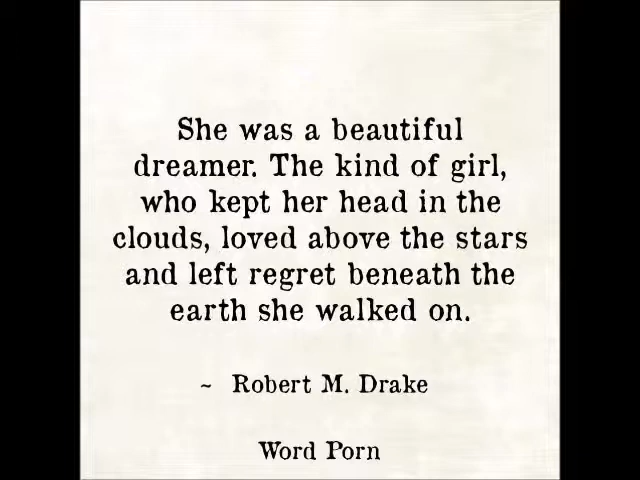 She was a beautiful
dreamer. The kind of girl,
who kept her head in the
clouds, loved above the stars
and left regret beneath the
earth she walked on.
~ Robert M. Drake
Word Porn